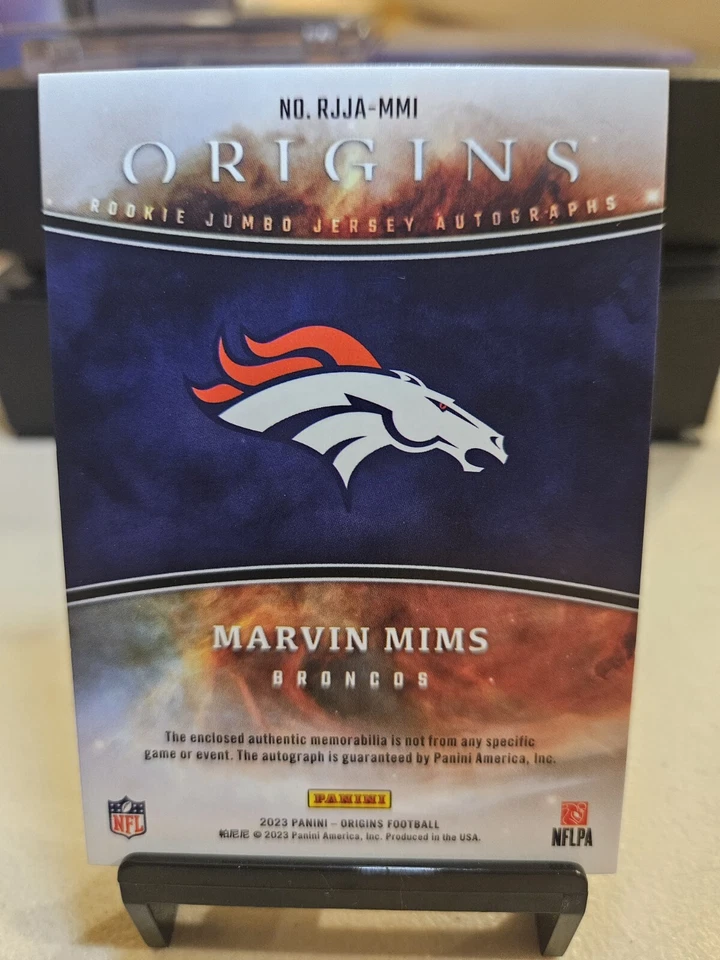 NO. RJJA-MMI
ORIGINS
ROOKIE JUMBO JERSEY AUTOGRAPHS
MARVIN MIMS
BRONCOS
The enclosed authentic memorabilia is not from any specific
game or event. The autograph is guaranteed by Panini America, Inc.
PANINI
2023 PANINI – ORIGINS FOOTBALL
帕尼尼 © 2023 Panini America, Inc. Produced in the USA.
NFL
NFLPA